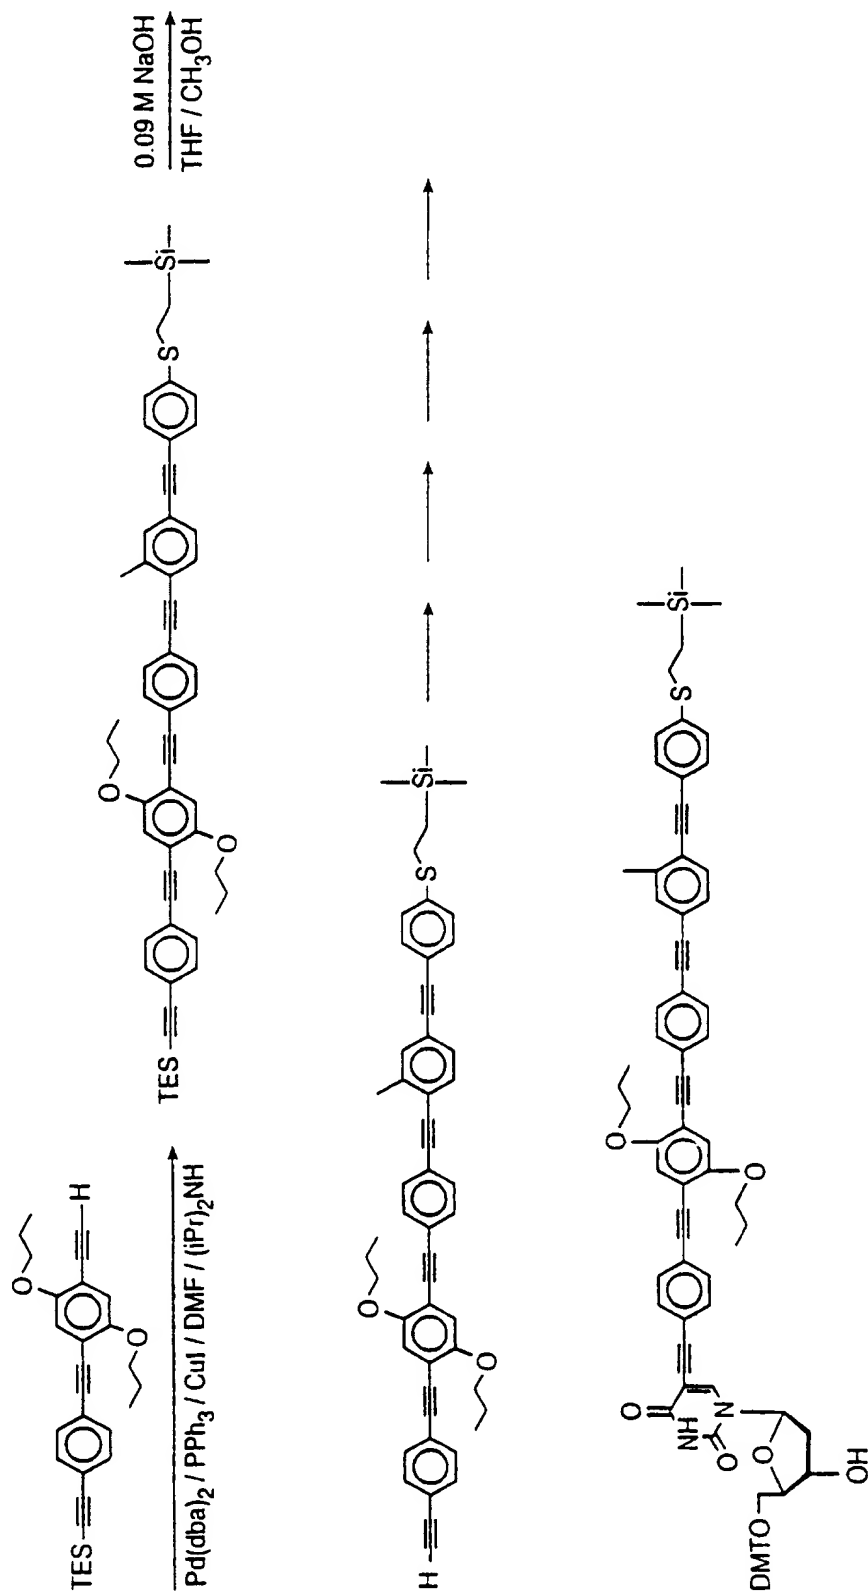 TES
H
O
O
Pd(dba)2 / PPh3 / CuI / DMF / (iPr)2NH
TES
O
O
S
Si
0.09 M NaOH
THF / CH3OH
H
O
O
S
Si
O
NH
N
O
O
DMTO
OH
O
O
S
Si